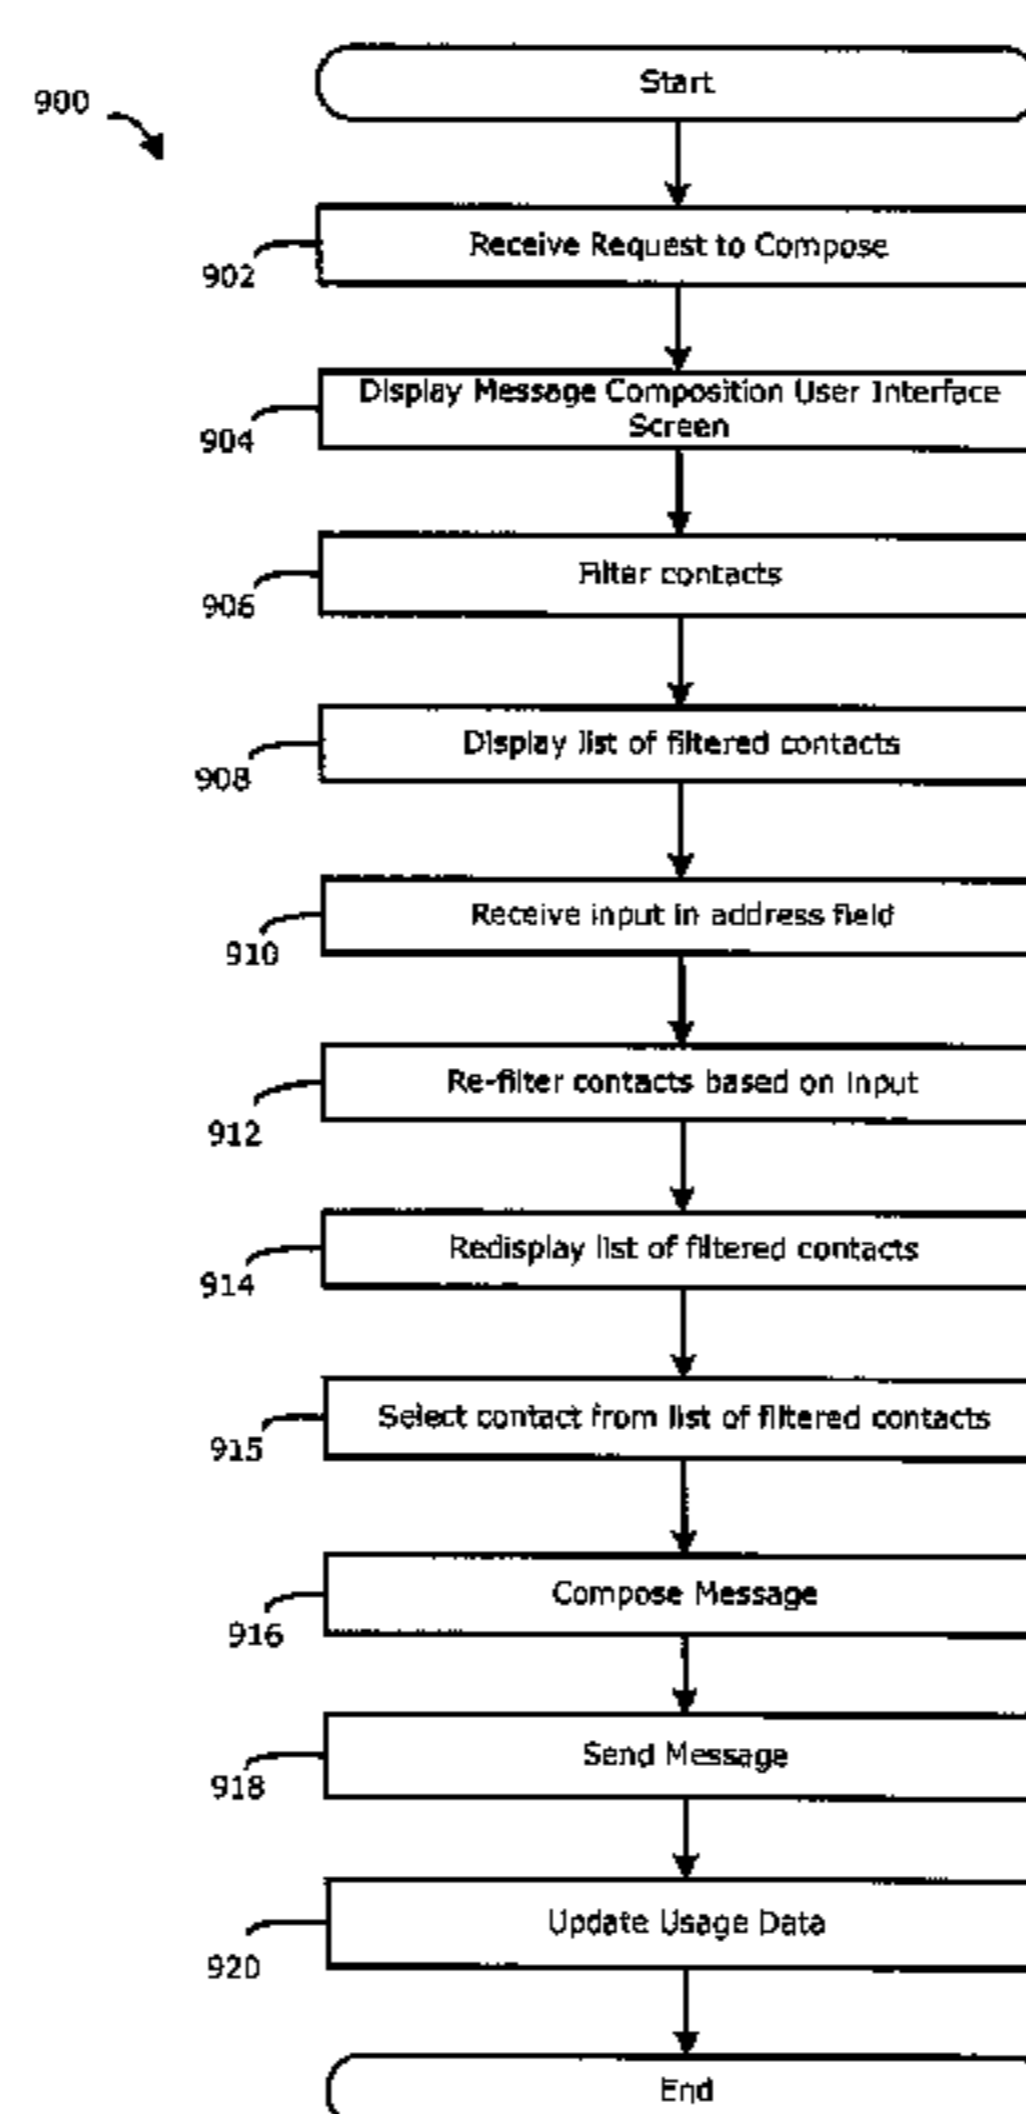 900
Start
Receive Request to Compose
902
Display Message Composition User Interface
Screen
904
Filter contacts
906
Display list of filtered contacts
908
Receive input in address field
910
Re-filter contacts based on input
912
Redisplay list of filtered contacts
914
Select contact from list of filtered contacts
915
Compose Message
916
Send Message
918
Update Usage Data
920
End